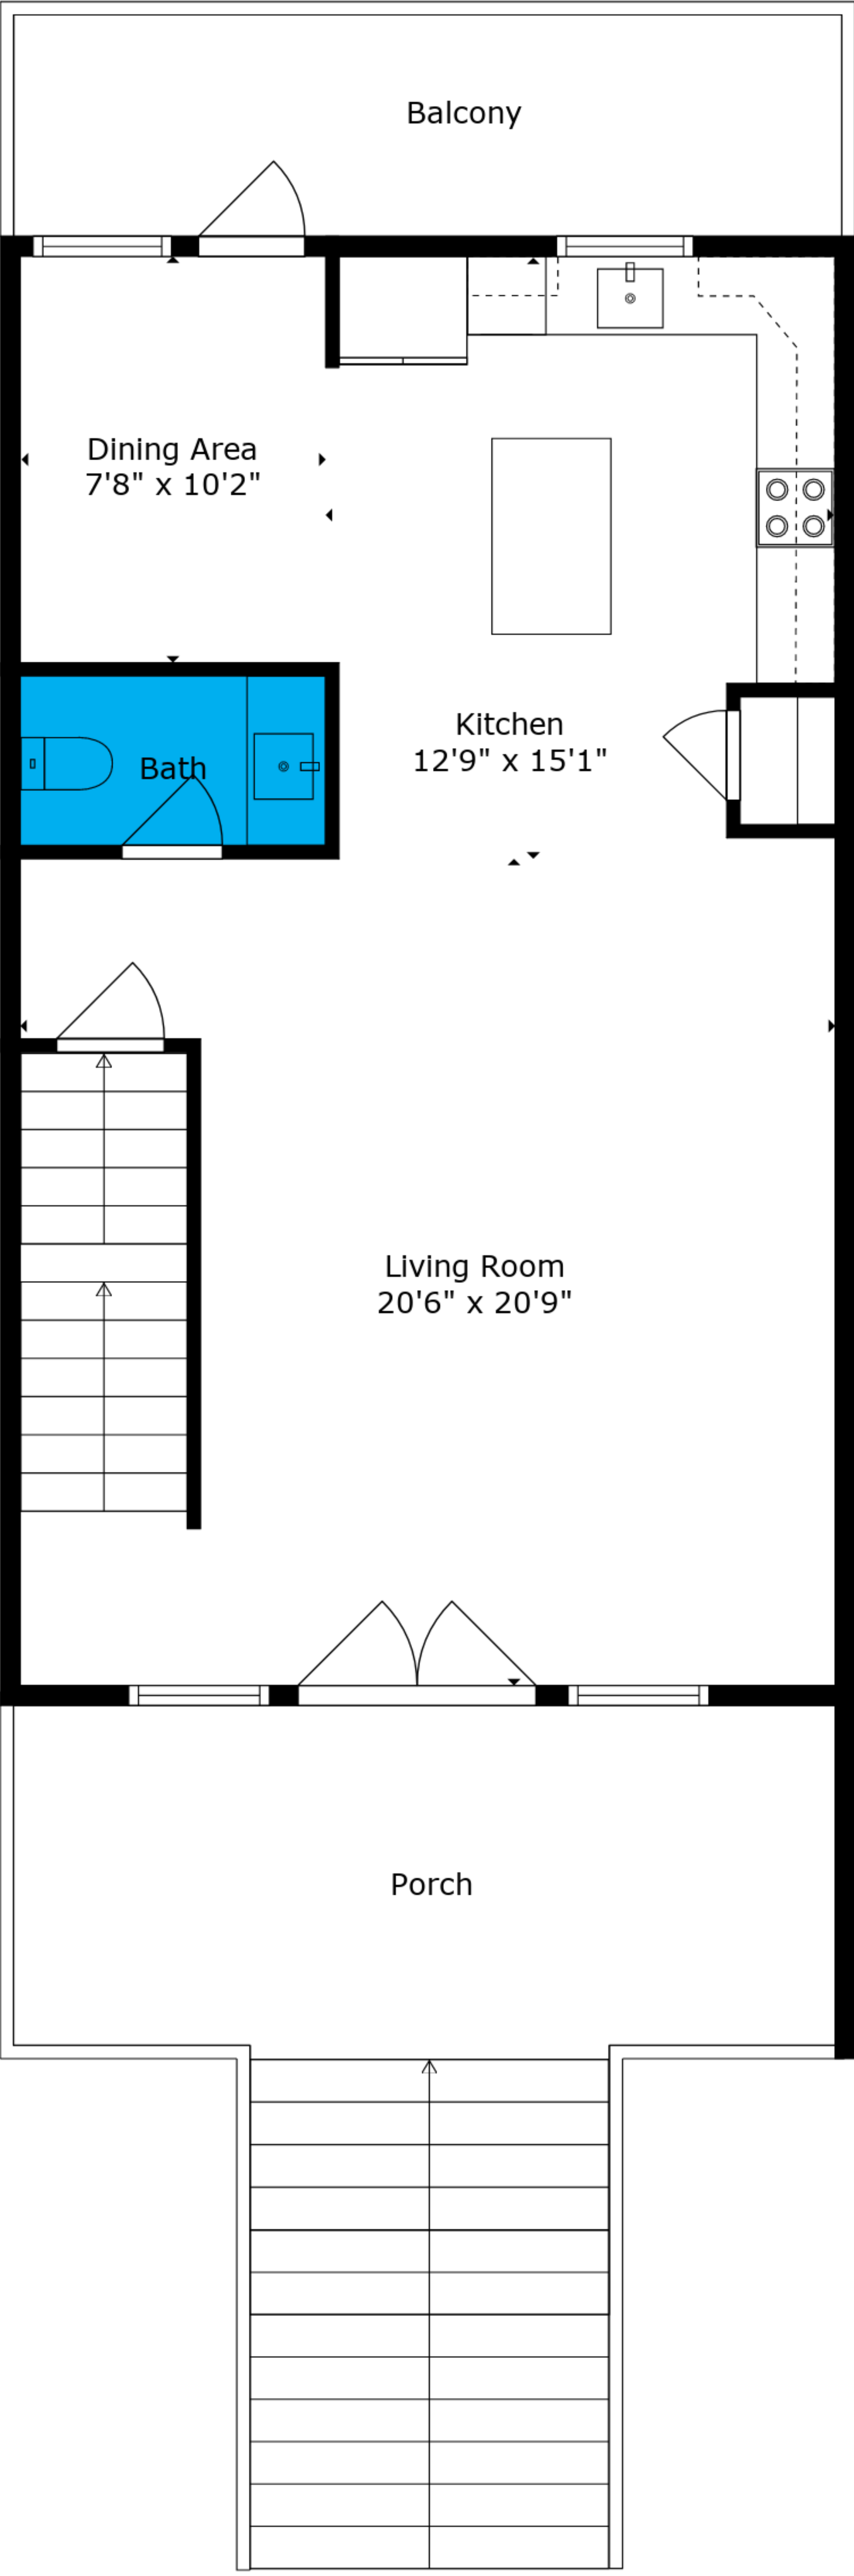 Balcony
Dining Area
7'8" x 10'2"
Kitchen
12'9" x 15'1"
Bath
Living Room
20'6" x 20'9"
Porch